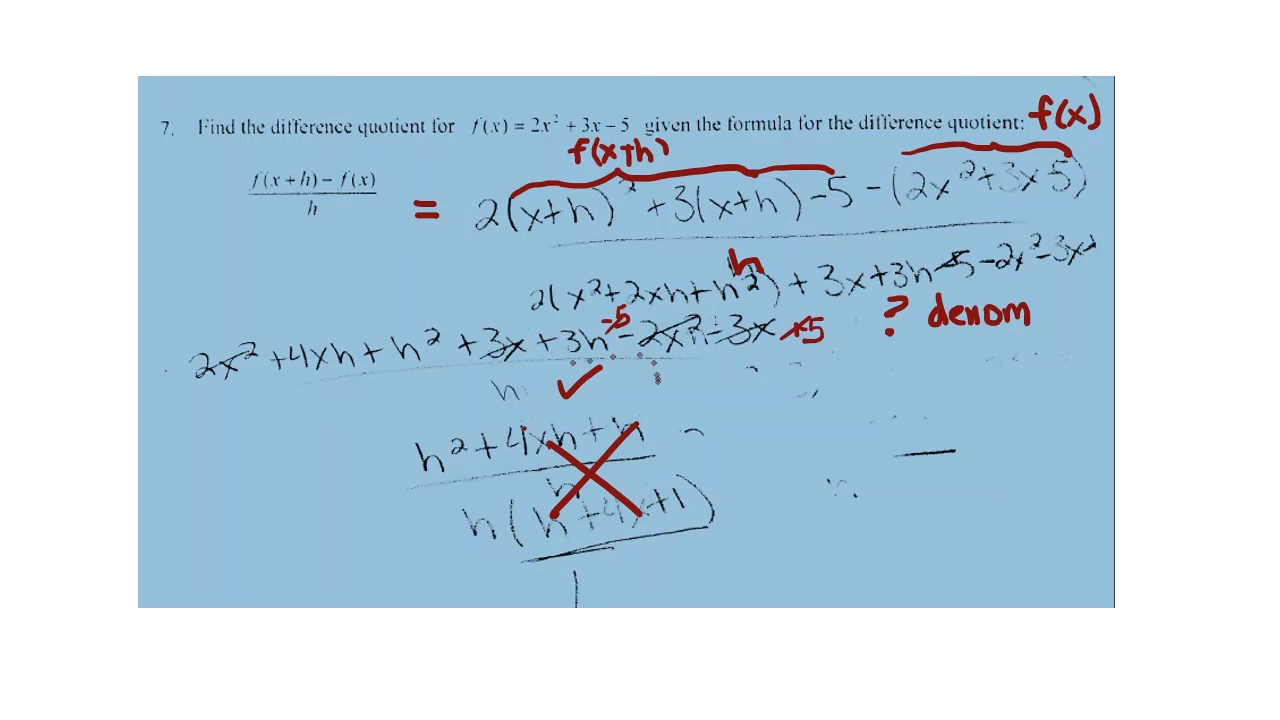 f(x)
7. Find the difference quotient for f(x) = 2x² + 3x – 5 given the formula for the difference quotient:
f(x+h)
f(x + h) – f(x)
h
= 2(x+h)² + 3(x+h) - 5 - (2x² + 3x - 5)
h
2(x² + 2xh + h²) + 3x + 3h - 5 - 2x² - 3x
? denom
-5
2x² + 4xh + h² + 3x + 3h - 2x² - 3x + 5
h ✓
h² + 4xh + h
h
h(h + 4x + 1)
1